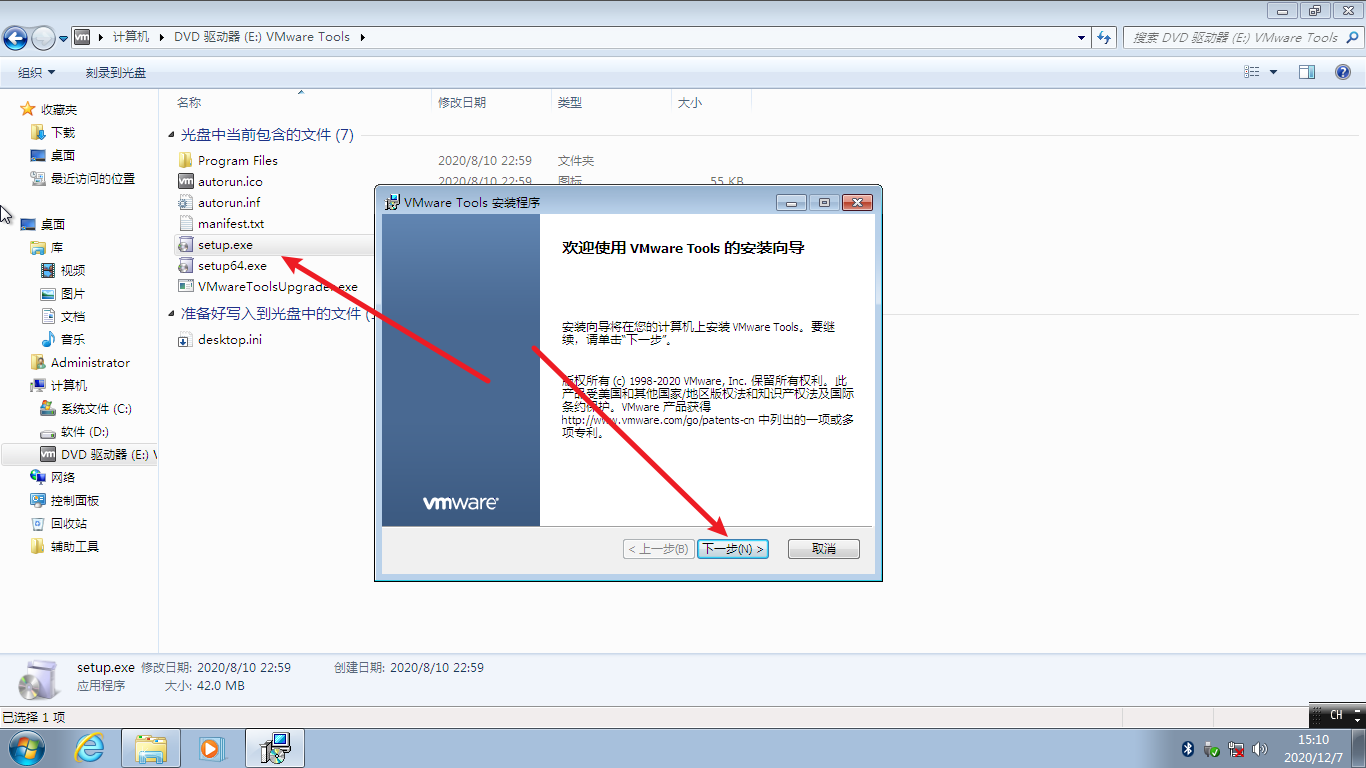 vm 计算机 DVD 驱动器 (E:) VMware Tools
搜索 DVD 驱动器 (E:) VMware Tools
组织 刻录到光盘
收藏夹
下载
桌面
最近访问的位置
桌面
库
视频
图片
文档
音乐
Administrator
计算机
系统文件 (C:)
软件 (D:)
vm DVD 驱动器 (E:) V
网络
控制面板
回收站
辅助工具
名称 修改日期 类型 大小
光盘中当前包含的文件 (7)
Program Files 2020/8/10 22:59 文件夹
vm autorun.ico 2020/8/10 22:59 图标 55 KB
autorun.inf
manifest.txt
setup.exe
setup64.exe
VMwareToolsUpgrader.exe
准备好写入到光盘中的文件 (
desktop.ini
VMware Tools 安装程序
欢迎使用 VMware Tools 的安装向导
安装向导将在您的计算机上安装 VMware Tools。要继
续，请单击“下一步”。
版权所有 (c) 1998-2020 VMware, Inc. 保留所有权利。此
产品受美国和其他国家/地区版权法和知识产权法及国际
条约保护。VMware 产品获得
http://www.vmware.com/go/patents-cn 中列出的一项或多
项专利。
vmware®
< 上一步(B) 下一步(N) > 取消
setup.exe 修改日期: 2020/8/10 22:59 创建日期: 2020/8/10 22:59
应用程序 大小: 42.0 MB
已选择 1 项
CH
15:10
2020/12/7